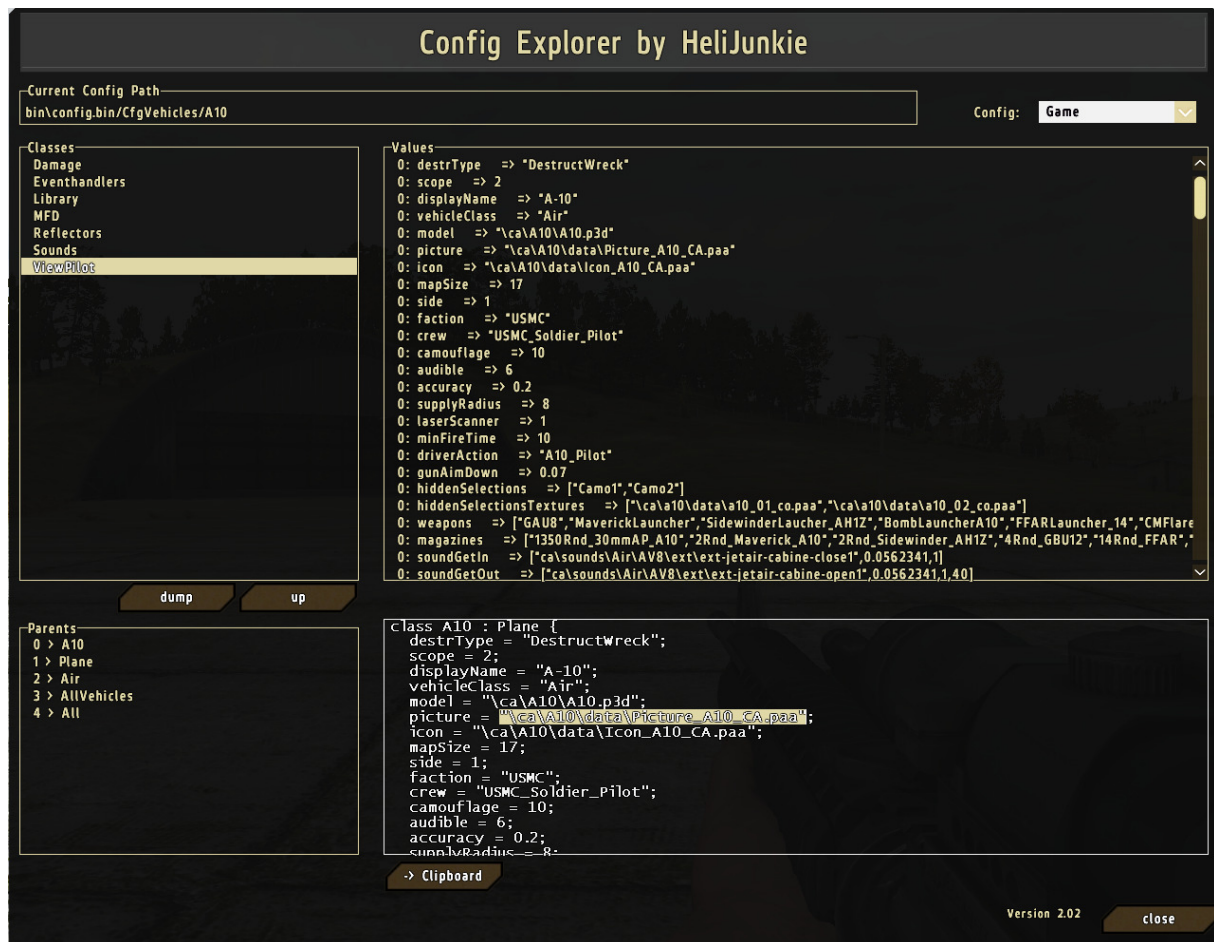 Config Explorer by HeliJunkie
Current Config Path
bin\config.bin/CfgVehicles/A10
Config:
Game
Classes
Damage
Eventhandlers
Library
MFD
Reflectors
Sounds
ViewPilot
Values
0: destrType => "DestructWreck"
0: scope => 2
0: displayName => "A-10"
0: vehicleClass => "Air"
0: model => "\ca\A10\A10.p3d"
0: picture => "\ca\A10\data\Picture_A10_CA.paa"
0: icon => "\ca\A10\data\Icon_A10_CA.paa"
0: mapSize => 17
0: side => 1
0: faction => "USMC"
0: crew => "USMC_Soldier_Pilot"
0: camouflage => 10
0: audible => 6
0: accuracy => 0.2
0: supplyRadius => 8
0: laserScanner => 1
0: minFireTime => 10
0: driverAction => "A10_Pilot"
0: gunAimDown => 0.07
0: hiddenSelections => ["Camo1","Camo2"]
0: hiddenSelectionsTextures => ["\ca\a10\data\a10_01_co.paa","\ca\a10\data\a10_02_co.paa"]
0: weapons => ["GAU8","MaverickLauncher","SidewinderLaucher_AH1Z","BombLauncherA10","FFARLauncher_14","CMFlare
0: magazines => ["1350Rnd_30mmAP_A10","2Rnd_Maverick_A10","2Rnd_Sidewinder_AH1Z","4Rnd_GBU12","14Rnd_FFAR","
0: soundGetIn => ["ca\sounds\Air\AV8\ext\ext-jetair-cabine-close1",0.0562341,1]
0: soundGetOut => ["ca\sounds\Air\AV8\ext\ext-jetair-cabine-open1",0.0562341,1,40]
dump
up
Parents
0 > A10
1 > Plane
2 > Air
3 > AllVehicles
4 > All
class A10 : Plane {
destrType = "DestructWreck";
scope = 2;
displayName = "A-10";
vehicleClass = "Air";
model = "\ca\A10\A10.p3d";
picture = "\ca\A10\data\Picture_A10_CA.paa";
icon = "\ca\A10\data\Icon_A10_CA.paa";
mapSize = 17;
side = 1;
faction = "USMC";
crew = "USMC_Soldier_Pilot";
camouflage = 10;
audible = 6;
accuracy = 0.2;
supplyRadius = 8;
-> Clipboard
Version 2.02
close